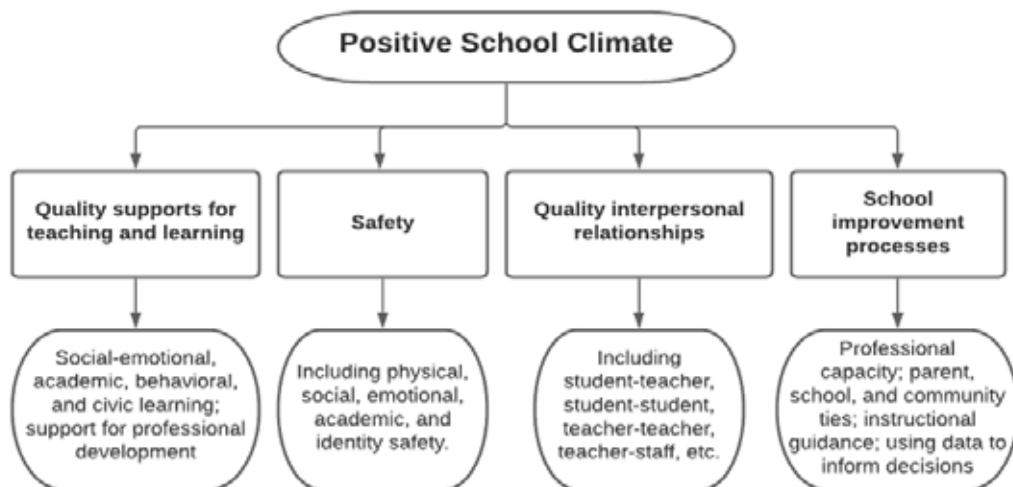 Positive School Climate
Quality supports for
teaching and learning
Safety
Quality interpersonal
relationships
School
improvement
processes
Social-emotional,
academic, behavioral,
and civic learning;
support for professional
development
Including physical,
social, emotional,
academic, and
identity safety.
Including
student-teacher,
student-student,
teacher-teacher,
teacher-staff, etc.
Professional
capacity; parent,
school, and community
ties; instructional
guidance; using data to
inform decisions